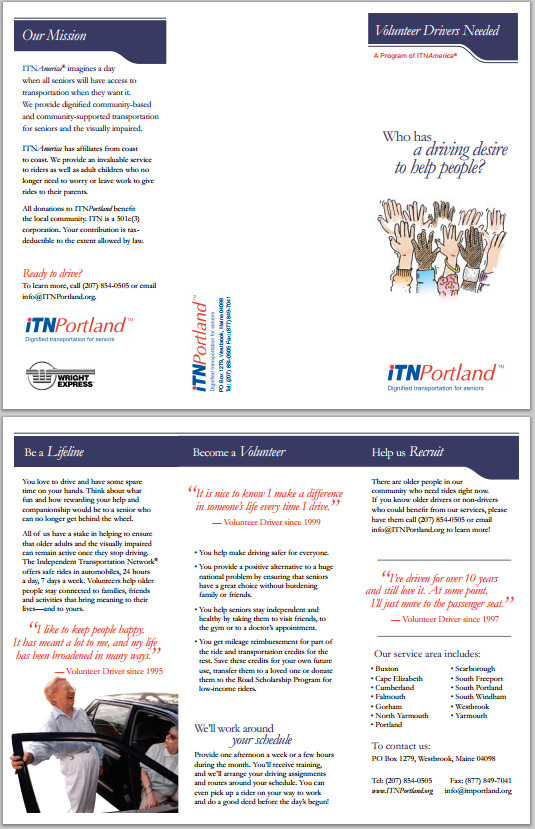 Our Mission
ITNAmerica® imagines a day
when all seniors will have access to
transportation when they want it.
We provide dignified community-based
and community-supported transportation
for seniors and the visually impaired.
ITNAmerica has affiliates from coast
to coast. We provide an invaluable service
to riders as well as adult children who no
longer need to worry or leave work to give
rides to their parents.
All donations to ITNPortland benefit
the local community. ITN is a 501c(3)
corporation. Your contribution is tax-
deductible to the extent allowed by law.
Ready to drive?
To learn more, call (207) 854-0505 or email
info@ITNPortland.org.
iTNPortland™
Dignified transportation for seniors
WRIGHT
EXPRESS®
iTNPortland™
Dignified transportation for seniors
PO Box 1279, Westbrook, Maine 04098
Tel: (207) 854-0505 Fax: (877) 849-7041
Volunteer Drivers Needed
A Program of ITNAmerica®
Who has
a driving desire
to help people?
iTNPortland™
Dignified transportation for seniors
Be a Lifeline
You love to drive and have some spare
time on your hands. Think about what
fun and how rewarding your help and
companionship would be to a senior who
can no longer get behind the wheel.
All of us have a stake in helping to ensure
that older adults and the visually impaired
can remain active once they stop driving.
The Independent Transportation Network®
offers safe rides in automobiles, 24 hours
a day, 7 days a week. Volunteers help older
people stay connected to families, friends
and activities that bring meaning to their
lives—and to yours.
“I like to keep people happy.
It has meant a lot to me, and my life
has been broadened in many ways.”
— Volunteer Driver since 1995
Become a Volunteer
“It is nice to know I make a difference
in someone's life every time I drive.”
— Volunteer Driver since 1999
• You help make driving safer for everyone.
• You provide a positive alternative to a huge
national problem by ensuring that seniors
have a great choice without burdening
family or friends.
• You help seniors stay independent and
healthy by taking them to visit friends, to
the gym or to a doctor's appointment.
• You get mileage reimbursement for part of
the ride and transportation credits for the
rest. Save these credits for your own future
use, transfer them to a loved one or donate
them to the Road Scholarship Program for
low-income riders.
We'll work around
your schedule
Provide one afternoon a week or a few hours
during the month. You'll receive training,
and we'll arrange your driving assignments
and routes around your schedule. You can
even pick up a rider on your way to work
and do a good deed before the day's begun!
Help us Recruit
There are older people in our
community who need rides right now.
If you know older drivers or non-drivers
who could benefit from our services, please
have them call (207) 854-0505 or email
info@ITNPortland.org to learn more!
“I've driven for over 10 years
and still love it. At some point,
I'll just move to the passenger seat.”
— Volunteer Driver since 1997
Our service area includes:
• Buxton
• Cape Elizabeth
• Cumberland
• Falmouth
• Gorham
• North Yarmouth
• Portland
• Scarborough
• South Freeport
• South Portland
• South Windham
• Westbrook
• Yarmouth
To contact us:
PO Box 1279, Westbrook, Maine 04098
Tel: (207) 854-0505 Fax: (877) 849-7041
www.ITNPortland.org info@itnportland.org